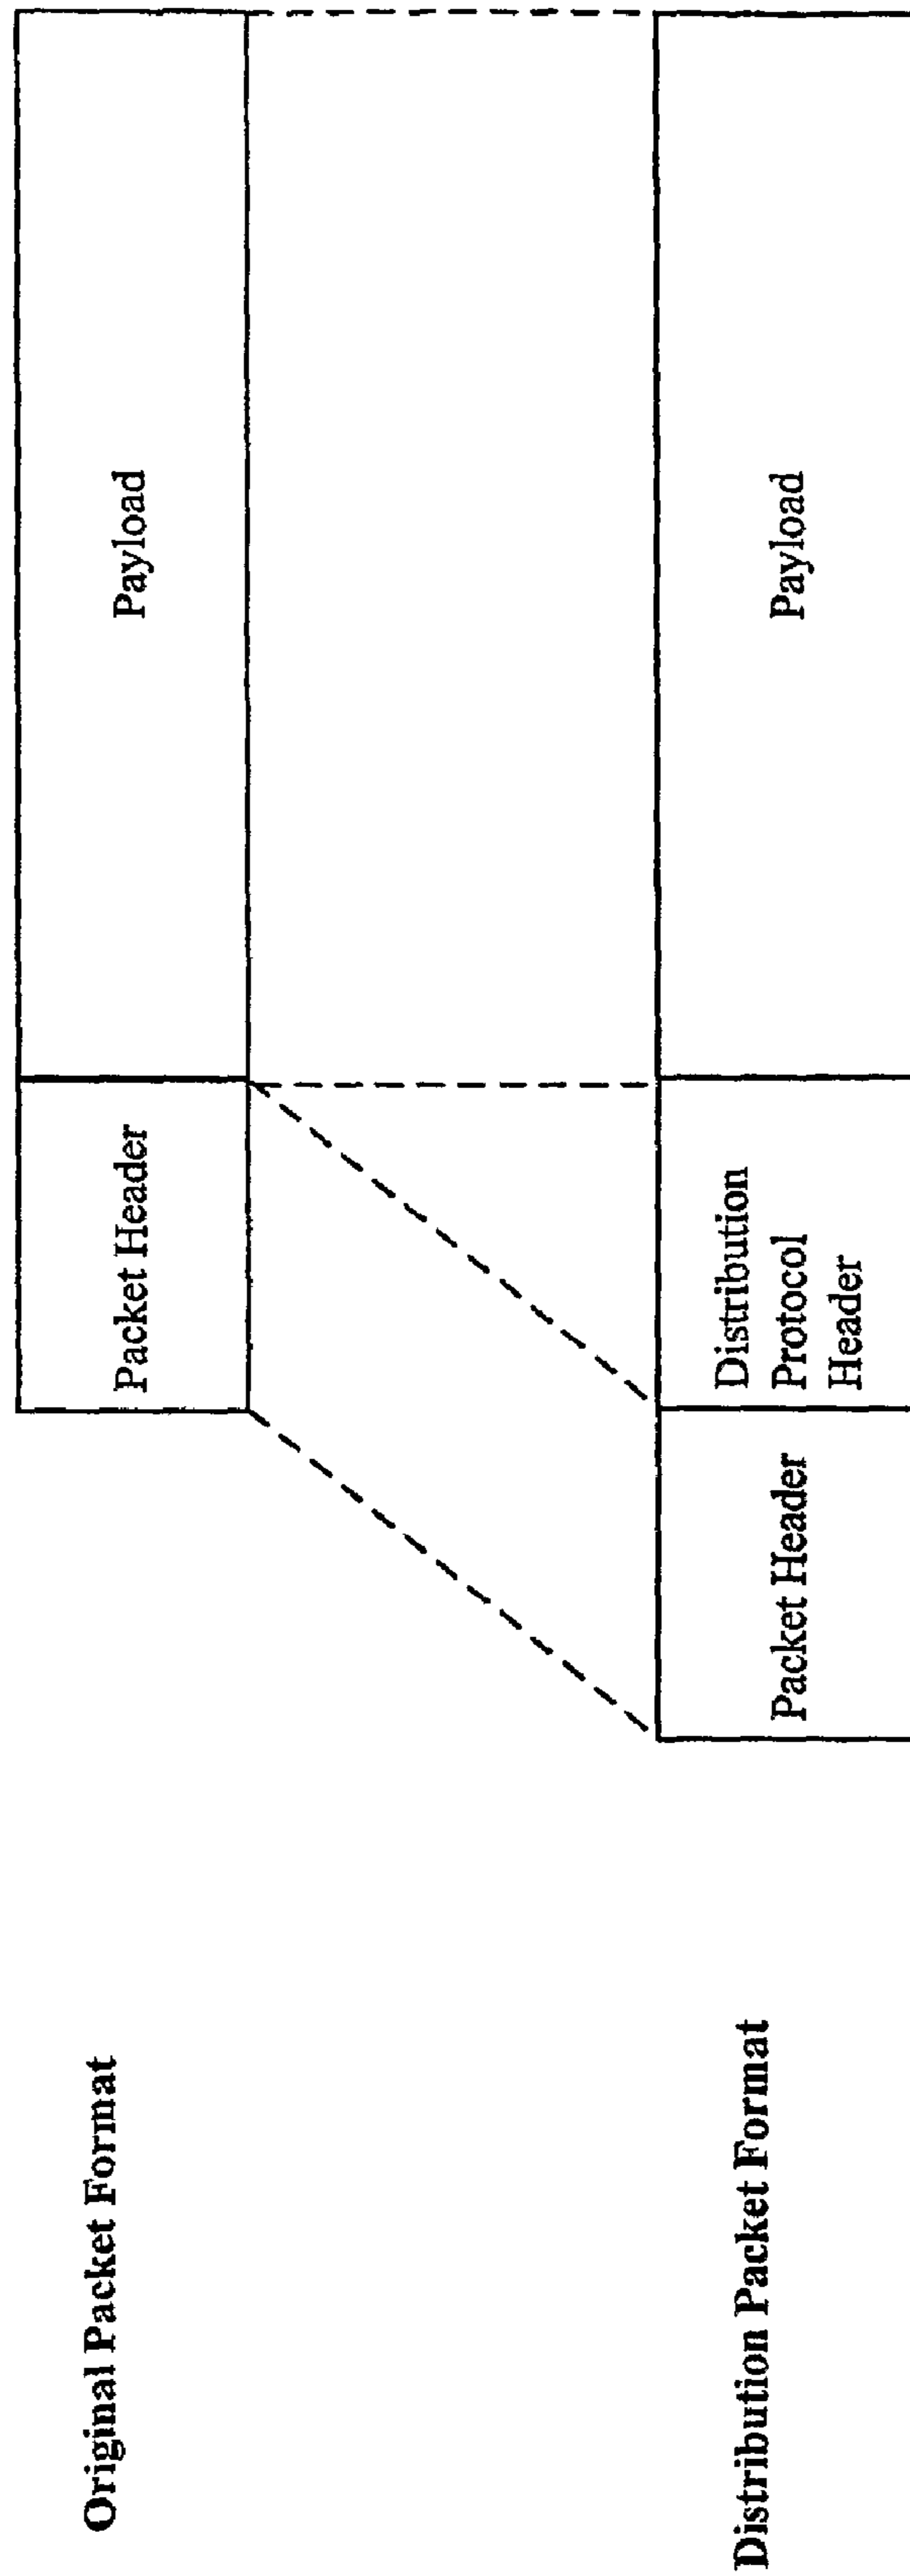 Original Packet Format
Packet Header
Payload
Distribution Packet Format
Packet Header
Distribution
Protocol
Header
Payload